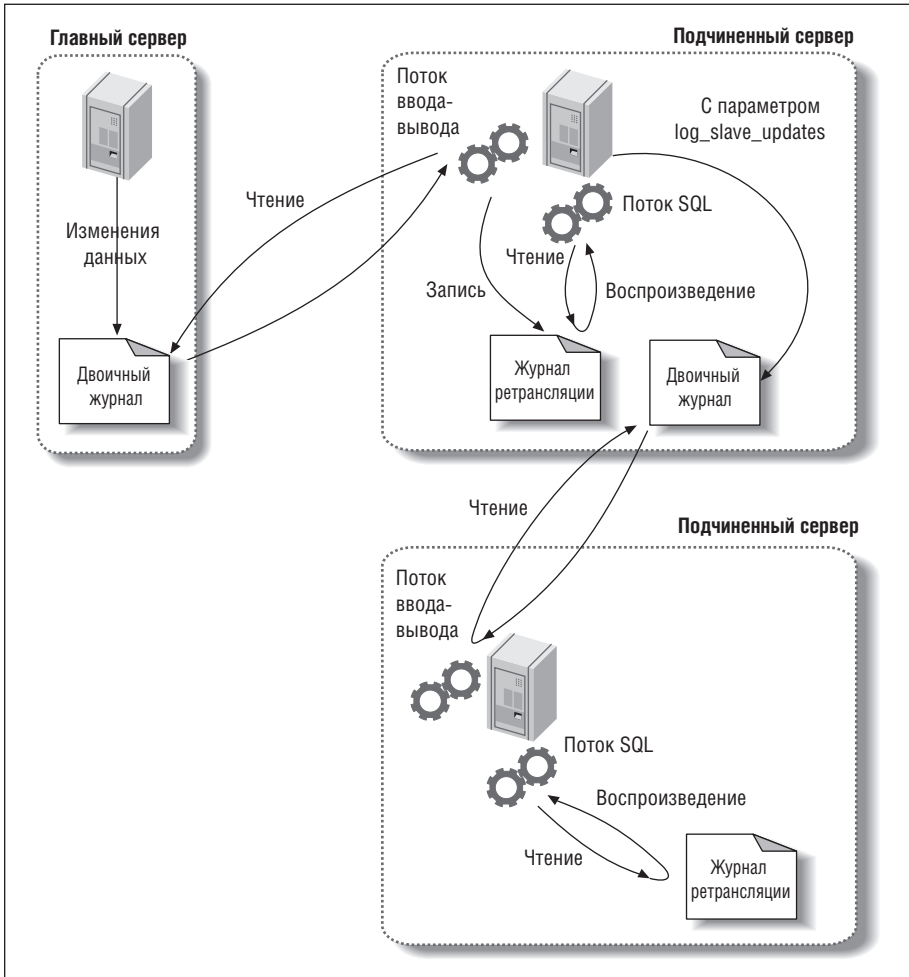 Главный сервер
Подчиненный сервер
Поток
ввода-
вывода
С параметром
log_slave_updates
Чтение
Поток SQL
Изменения
данных
Чтение
Запись
Воспроизведение
Двоичный
журнал
Журнал
ретрансляции
Двоичный
журнал
Чтение
Подчиненный сервер
Поток
ввода-
вывода
Поток SQL
Воспроизведение
Чтение
Журнал
ретрансляции